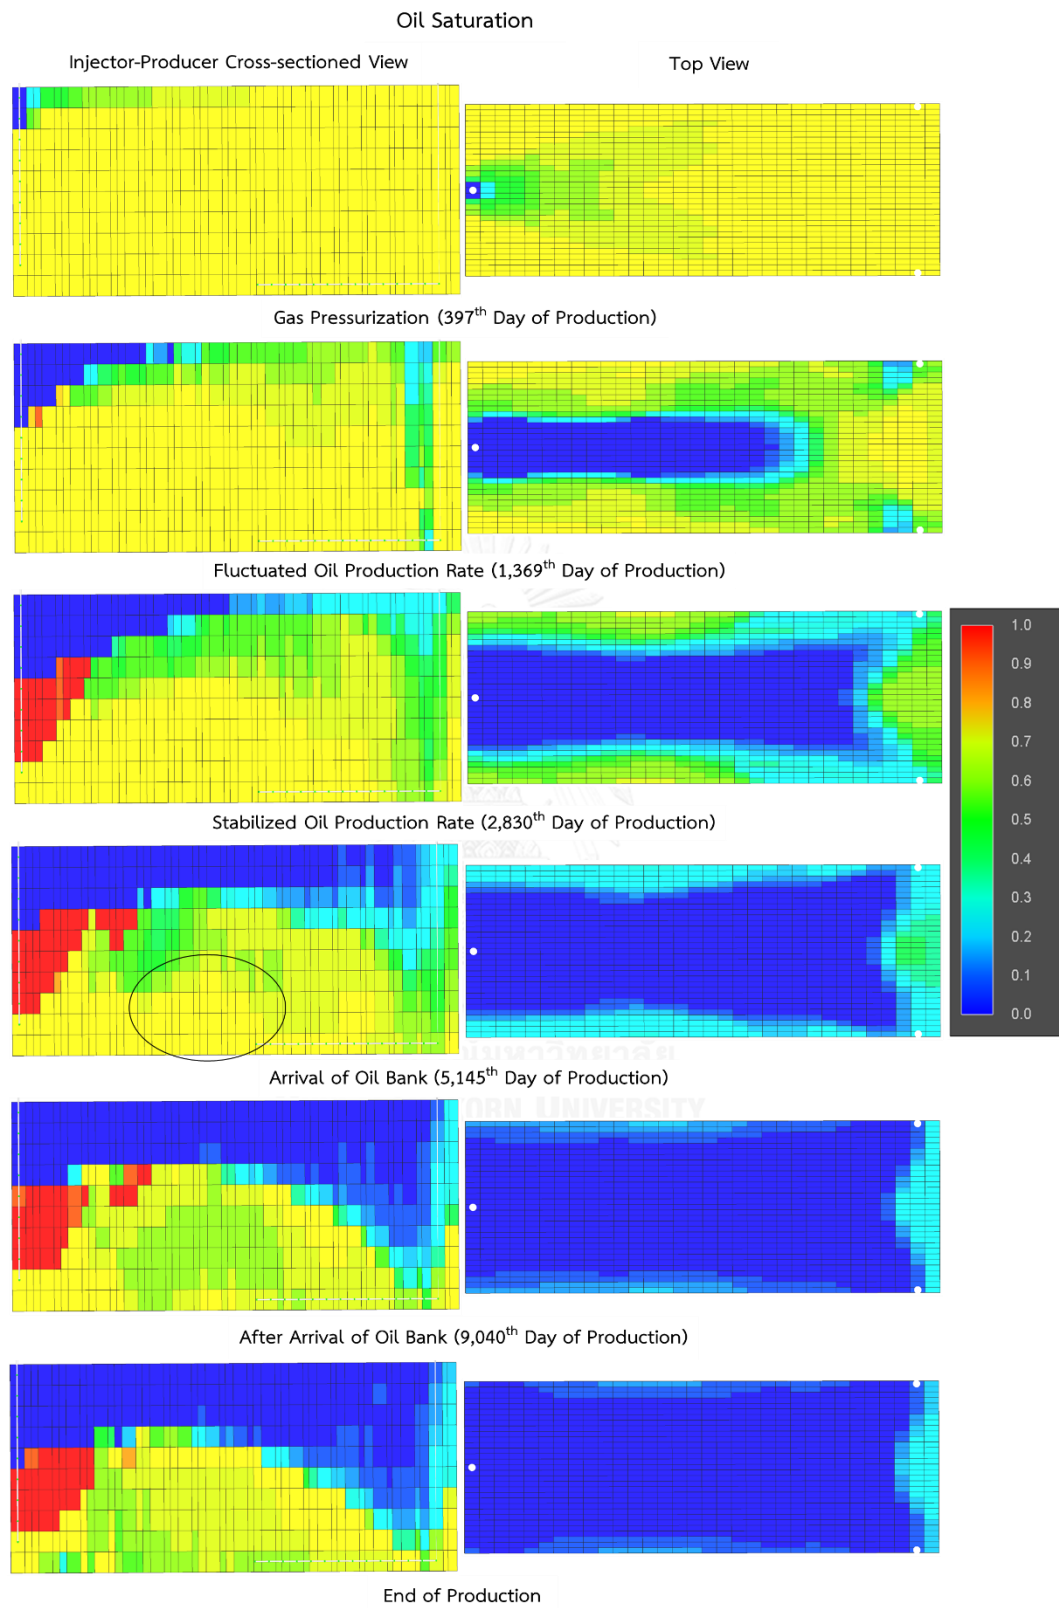 Oil Saturation
Injector-Producer Cross-sectioned View
Top View
Gas Pressurization (397th Day of Production)
Fluctuated Oil Production Rate (1,369th Day of Production)
1.0
0.9
0.8
0.7
0.6
0.5
0.4
0.3
0.2
0.1
0.0
Stabilized Oil Production Rate (2,830th Day of Production)
Arrival of Oil Bank (5,145th Day of Production)
UNIVERSITY
After Arrival of Oil Bank (9,040th Day of Production)
End of Production